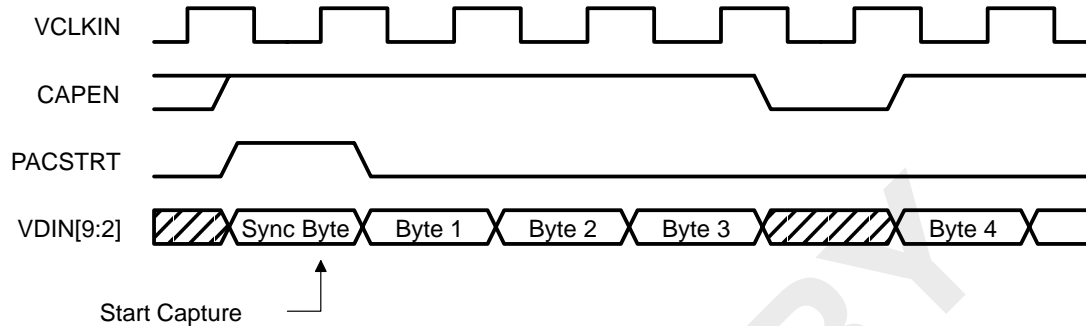 VCLKIN
CAPEN
PACSTRT
VDIN[9:2] Sync Byte Byte 1 Byte 2 Byte 3 Byte 4
Start Capture